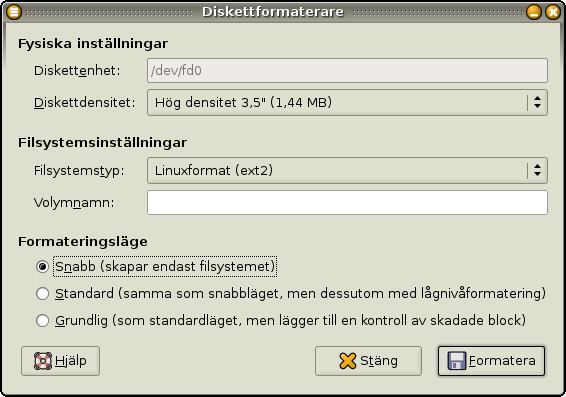 Diskettformaterare
Fysiska inställningar
Diskettenhet: /dev/fd0
Diskettdensitet: Hög densitet 3,5" (1,44 MB)
Filsystemsinställningar
Filsystemstyp: Linuxformat (ext2)
Volymnamn:
Formateringsläge
Snabb (skapar endast filsystemet)
Standard (samma som snabbläget, men dessutom med lågnivåformatering)
Grundlig (som standardläget, men lägger till en kontroll av skadade block)
Hjälp Stäng Formatera